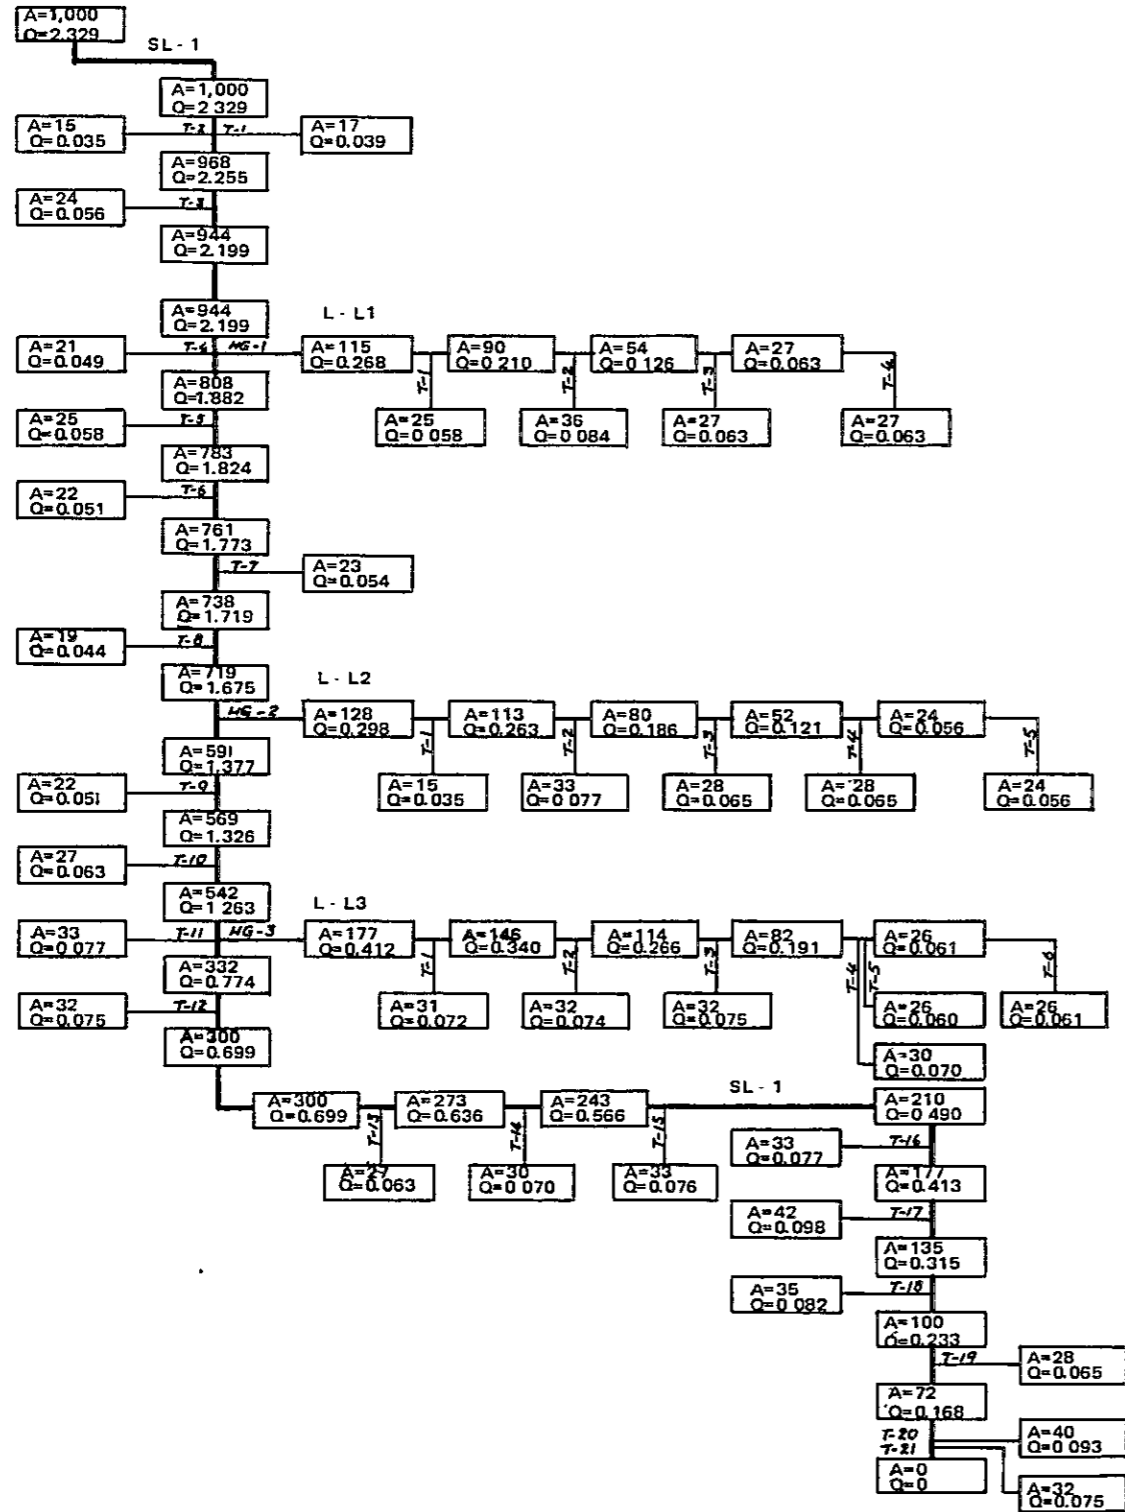 A=1,000
Q=2.329
SL - 1
A=1,000
Q=2 329
A=15
Q=0.035
T-2
T-1
A=17
Q=0.039
A=968
Q=2.255
A=24
Q=0.056
T-3
A=944
Q=2.199
A=944
Q=2.199
L - L1
A=21
Q=0.049
T-4
HG-1
A=115
Q=0.268
T-1
A=90
Q=0 210
T-2
A=54
Q=0 126
T-3
A=27
Q=0.063
T-4
A=808
Q=1.882
A=25
Q=0 058
A=36
Q=0 084
A=27
Q=0.063
A=27
Q=0.063
A=25
Q=0.058
T-5
A=783
Q=1.824
A=22
Q=0.051
T-6
A=761
Q=1.773
T-7
A=23
Q=0.054
A=738
Q=1.719
A=19
Q=0.044
T-8
A=719
Q=1.675
L - L2
HG-2
A=128
Q=0.298
T-1
A=113
Q=0.263
T-2
A=80
Q=0.186
T-3
A=52
Q=0.121
T-4
A=24
Q=0.056
T-5
A=591
Q=1.377
A=15
Q=0.035
A=33
Q=0 077
A=28
Q=0.065
A=28
Q=0.065
A=24
Q=0.056
A=22
Q=0.051
T-9
A=569
Q=1.326
A=27
Q=0.063
T-10
A=542
Q=1 263
L - L3
A=33
Q=0.077
T-11
HG-3
A=177
Q=0.412
T-1
A=146
Q=0.340
T-2
A=114
Q=0.266
T-3
A=82
Q=0.191
T-4
T-5
A=26
Q=0.061
T-6
A=332
Q=0.774
A=32
Q=0.075
T-12
A=31
Q=0.072
A=32
Q=0.074
A=32
Q=0.075
A=26
Q=0.060
A=26
Q=0.061
A=300
Q=0.699
A=30
Q=0.070
A=300
Q=0.699
T-13
A=273
Q=0.636
T-14
A=243
Q=0.566
T-15
SL - 1
A=210
Q=0.490
A=27
Q=0.063
A=30
Q=0 070
A=33
Q=0.076
A=33
Q=0.077
T-16
A=177
Q=0.413
A=42
Q=0.098
T-17
A=135
Q=0.315
A=35
Q=0 082
T-18
A=100
Q=0.233
T-19
A=28
Q=0.065
A=72
Q=0.168
T-20
T-21
A=40
Q=0.093
A=0
Q=0
A=32
Q=0.075